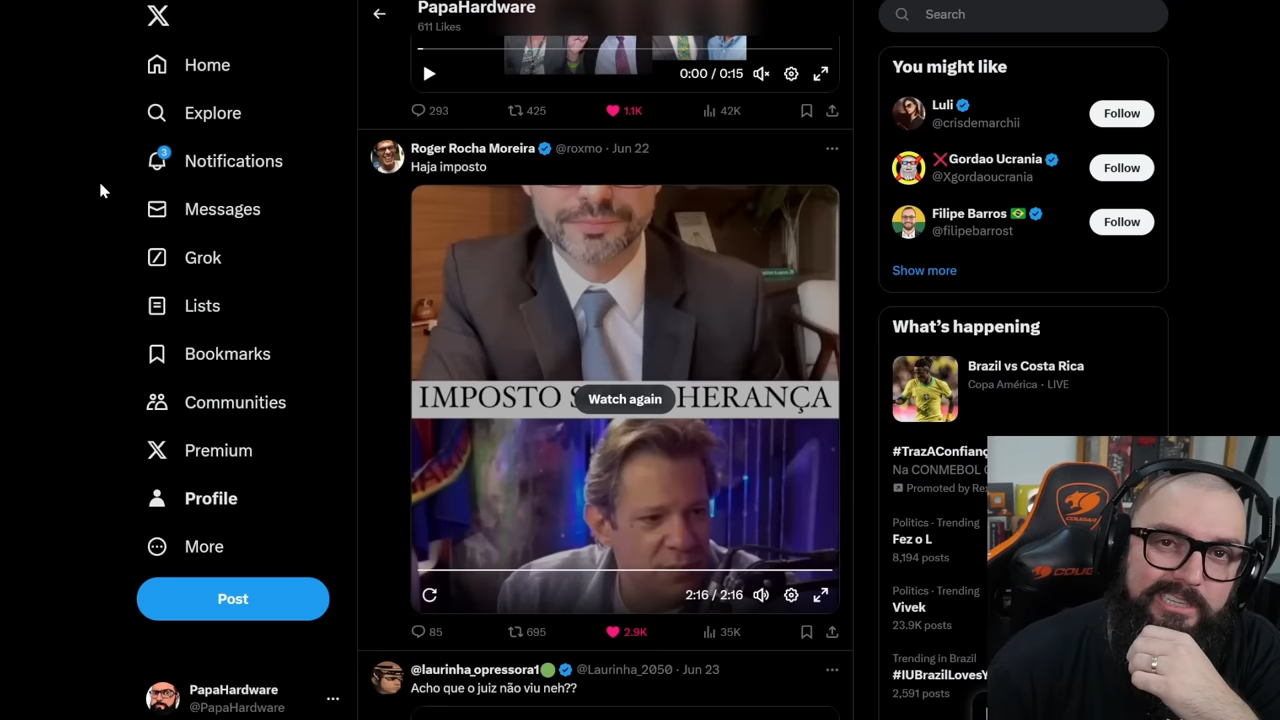 Home
Explore
3
Notifications
Messages
Grok
Lists
Bookmarks
Communities
Premium
Profile
More
Post
PapaHardware
@PapaHardware
PapaHardware
611 Likes
0:00 / 0:15
293
425
1.1K
42K
Roger Rocha Moreira @roxmo · Jun 22
Haja imposto
IMPOSTO S
HERANÇA
Watch again
2:16 / 2:16
85
695
2.9K
35K
@laurinha_opressora1 @Laurinha_2050 · Jun 23
Acho que o juiz não viu neh??
Search
You might like
Luli
@crisdemarchii
Follow
Gordao Ucrania
@Xgordaoucrania
Follow
Filipe Barros
@filipebarrost
Follow
Show more
What's happening
Brazil vs Costa Rica
Copa América · LIVE
#TrazAConfianç
Na CONMEBOL
Promoted by Re
Politics · Trending
Fez o L
8,194 posts
Politics · Trending
Vivek
23.9K posts
Trending in Brazil
#IUBrazilLovesY
2,591 posts
COUGAR